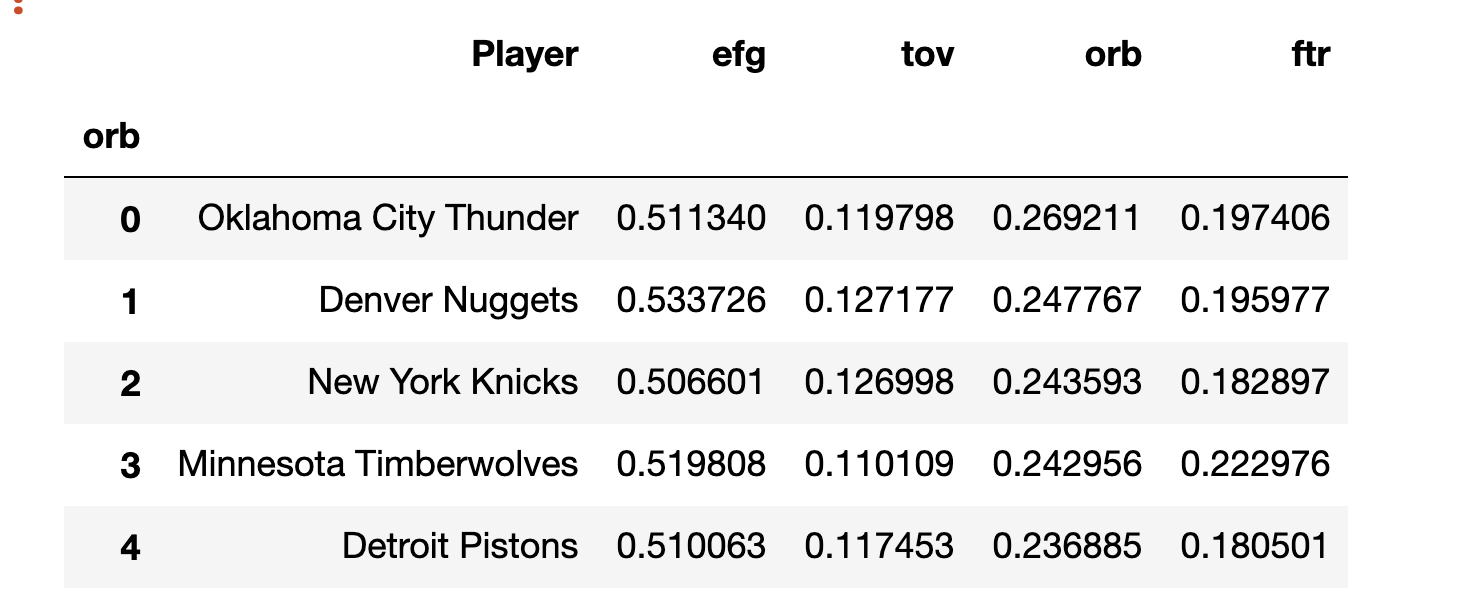 Player efg tov orb ftr
orb
0 Oklahoma City Thunder 0.511340 0.119798 0.269211 0.197406
1 Denver Nuggets 0.533726 0.127177 0.247767 0.195977
2 New York Knicks 0.506601 0.126998 0.243593 0.182897
3 Minnesota Timberwolves 0.519808 0.110109 0.242956 0.222976
4 Detroit Pistons 0.510063 0.117453 0.236885 0.180501